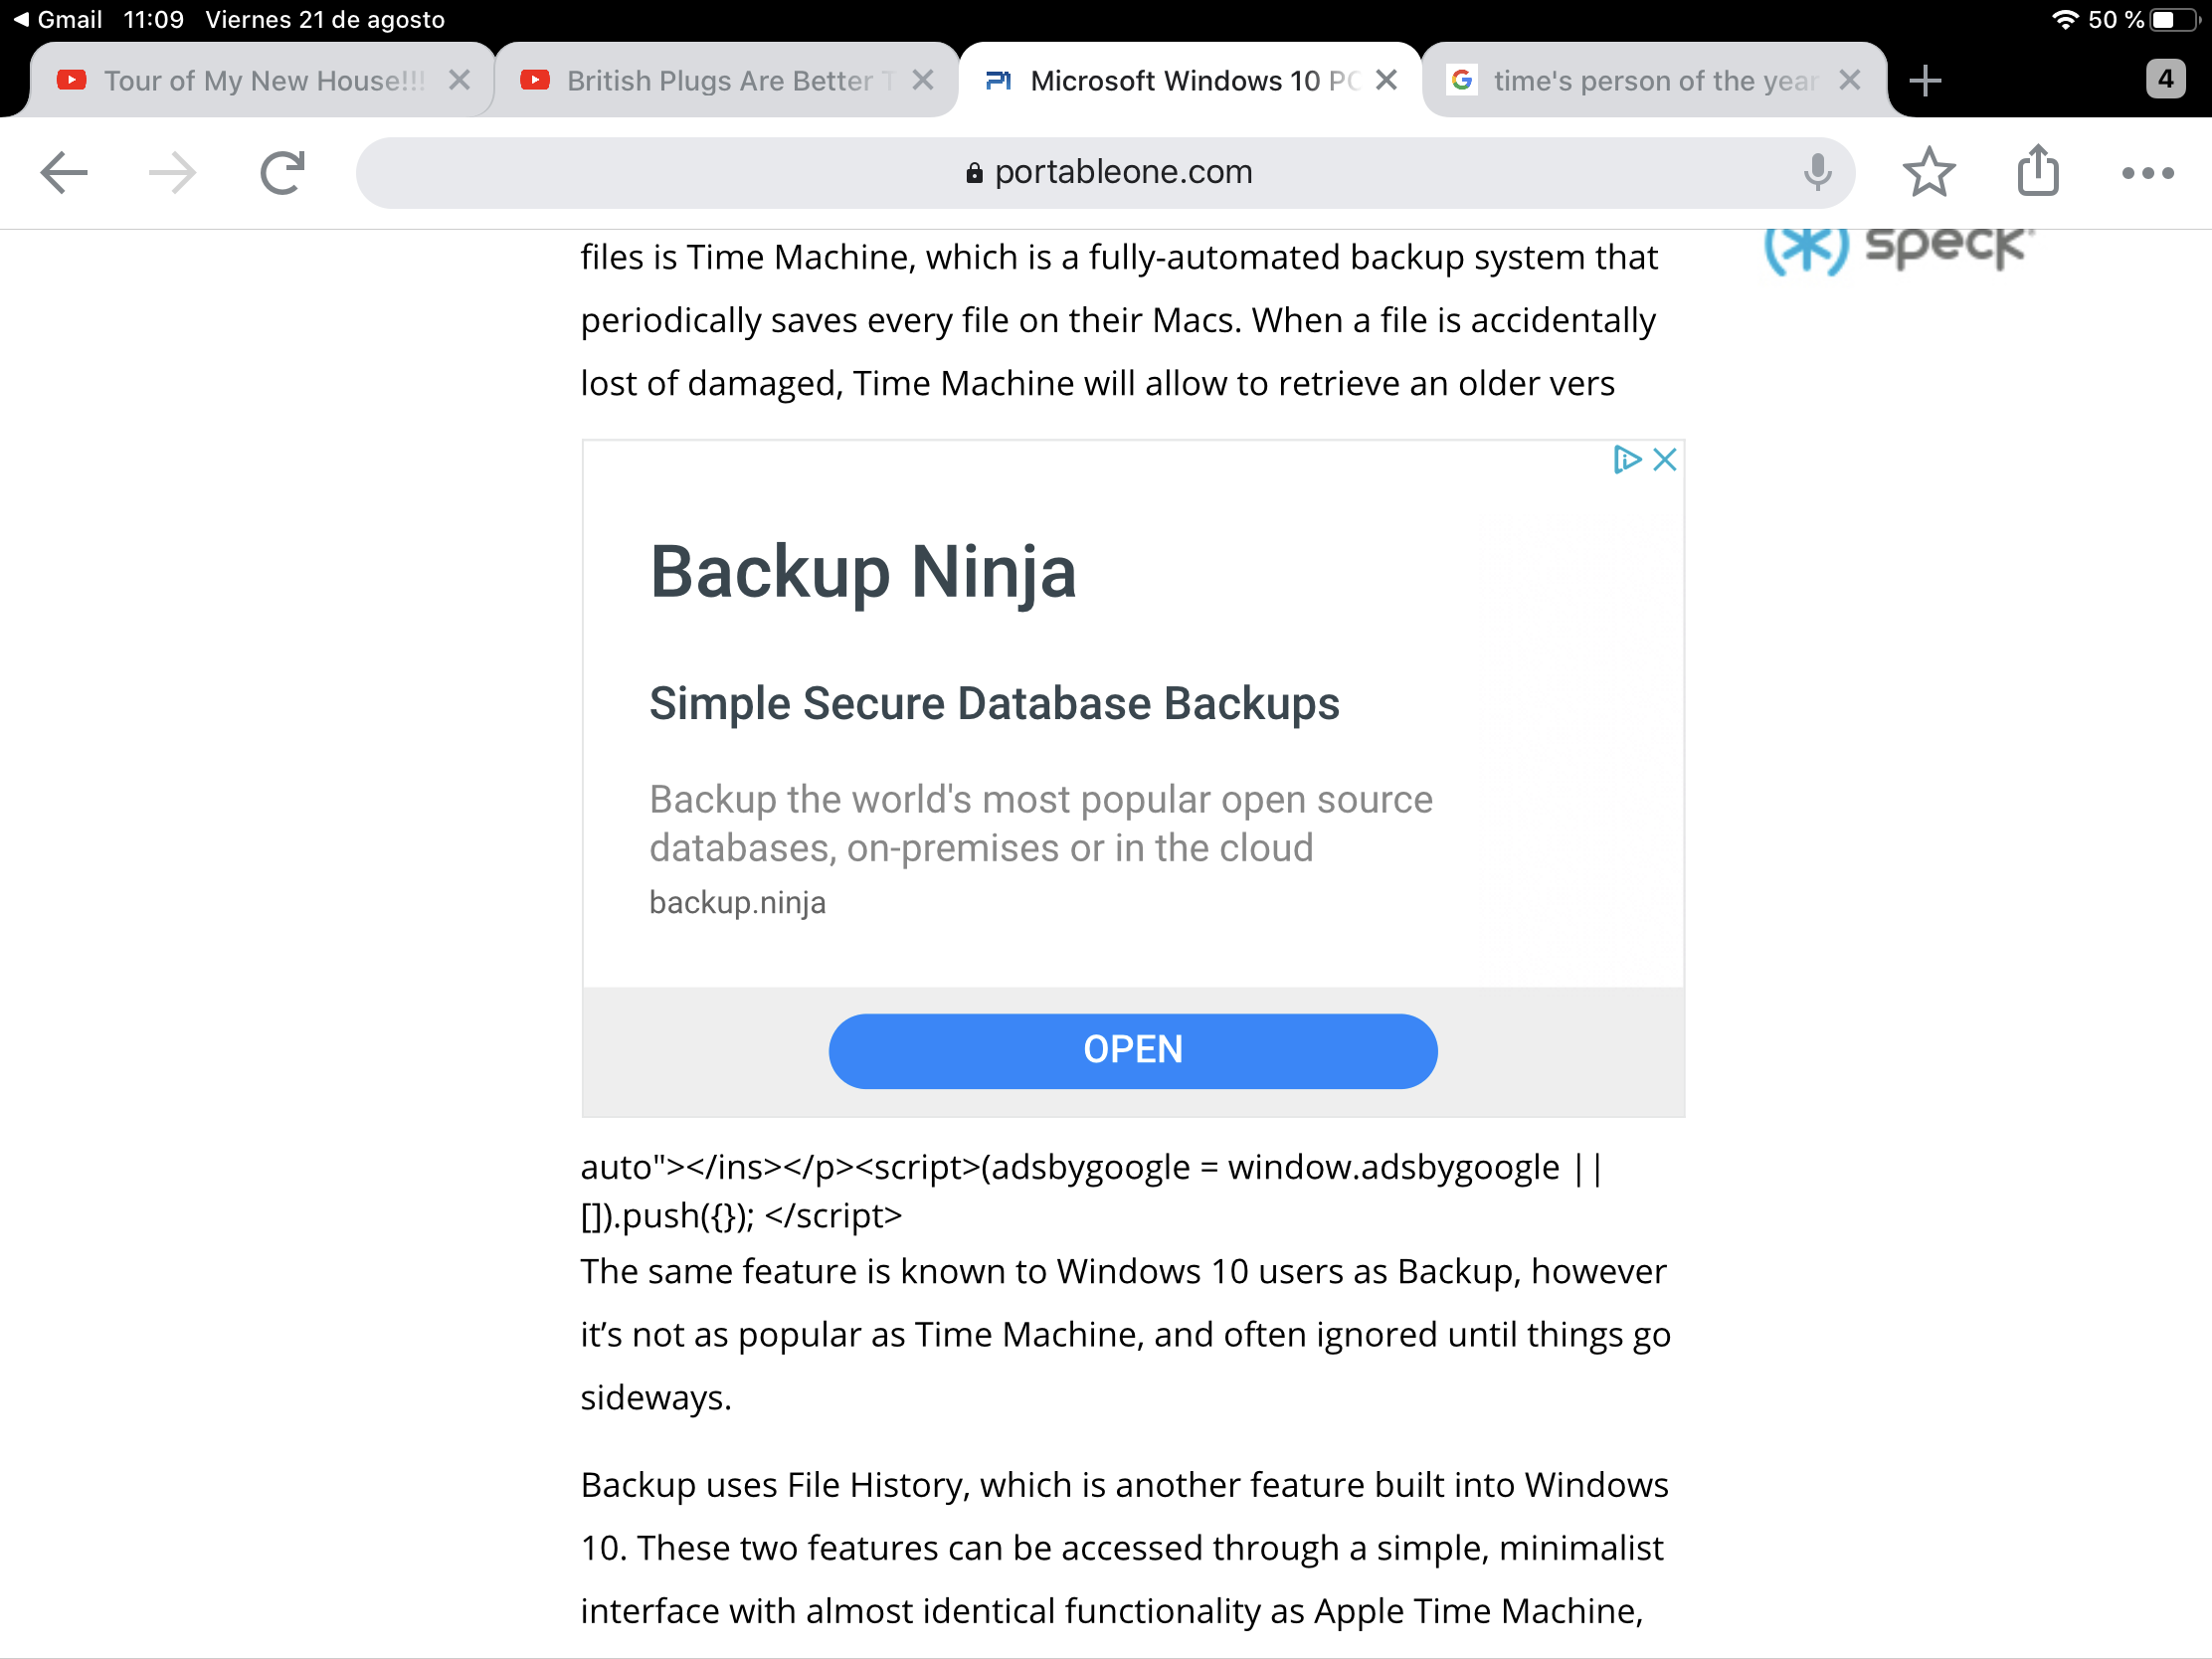 Gmail 11:09 Viernes 21 de agosto 50 %
Tour of My New House!!! British Plugs Are Better Microsoft Windows 10 PC time's person of the year 4
portableone.com
speck
files is Time Machine, which is a fully-automated backup system that
periodically saves every file on their Macs. When a file is accidentally
lost of damaged, Time Machine will allow to retrieve an older vers
Backup Ninja
Simple Secure Database Backups
Backup the world's most popular open source
databases, on-premises or in the cloud
backup.ninja
OPEN
auto"></ins></p><script>(adsbygoogle = window.adsbygoogle ||
[]).push({}); </script>
The same feature is known to Windows 10 users as Backup, however
it’s not as popular as Time Machine, and often ignored until things go
sideways.
Backup uses File History, which is another feature built into Windows
10. These two features can be accessed through a simple, minimalist
interface with almost identical functionality as Apple Time Machine,